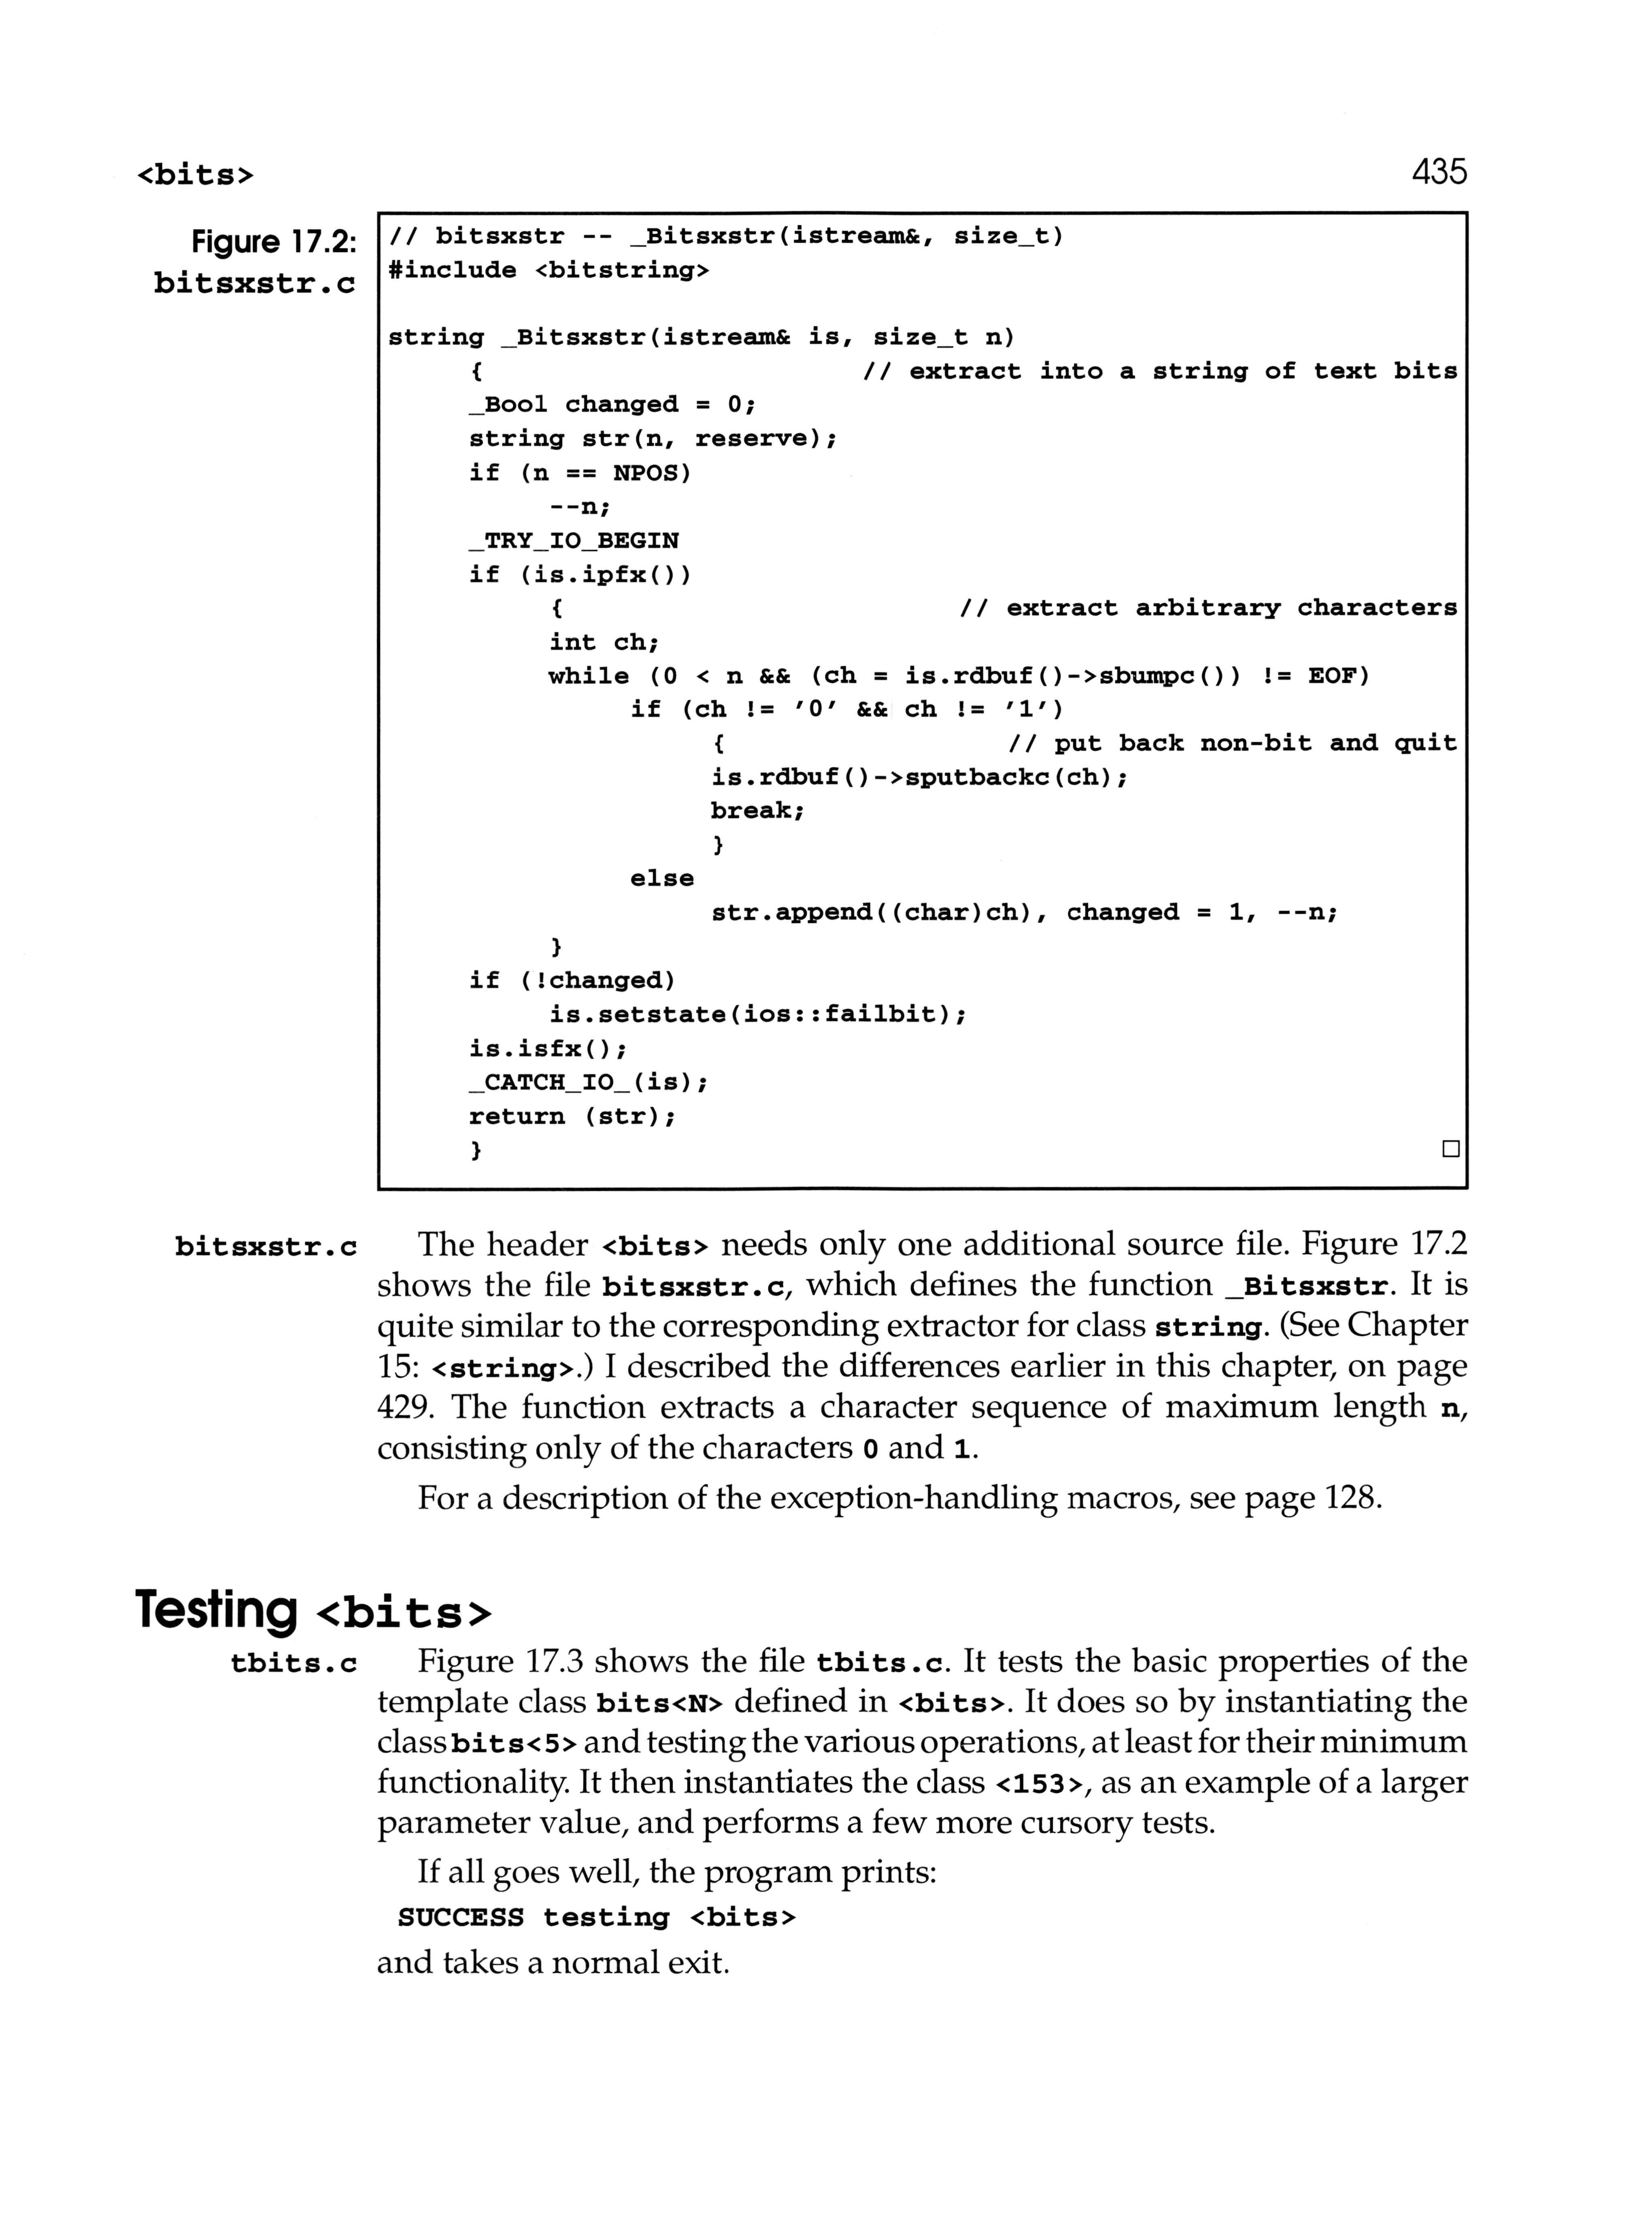 <bits>
435
Figure 17.2:
bitsxstr.c
// bitsxstr -- _Bitsxstr(istream&, size_t)
#include <bitstring>
string _Bitsxstr(istream& is, size_t n)
{ // extract into a string of text bits
_Bool changed = 0;
string str(n, reserve);
if (n == NPOS)
--n;
_TRY_IO_BEGIN
if (is.ipfx())
{ // extract arbitrary characters
int ch;
while (0 < n && (ch = is.rdbuf()->sbumpc()) != EOF)
if (ch != '0' && ch != '1')
{ // put back non-bit and quit
is.rdbuf()->sputbackc(ch);
break;
}
else
str.append((char)ch), changed = 1, --n;
}
if (!changed)
is.setstate(ios::failbit);
is.isfx();
_CATCH_IO_(is);
return (str);
}
bitsxstr.c
The header <bits> needs only one additional source file. Figure 17.2
shows the file bitsxstr.c, which defines the function _Bitsxstr. It is
quite similar to the corresponding extractor for class string. (See Chapter
15: <string>.) I described the differences earlier in this chapter, on page
429. The function extracts a character sequence of maximum length n,
consisting only of the characters 0 and 1.
For a description of the exception-handling macros, see page 128.
Testing <bits>
tbits.c
Figure 17.3 shows the file tbits.c. It tests the basic properties of the
template class bits<N> defined in <bits>. It does so by instantiating the
class bits<5> and testing the various operations, at least for their minimum
functionality. It then instantiates the class <153>, as an example of a larger
parameter value, and performs a few more cursory tests.
If all goes well, the program prints:
SUCCESS testing <bits>
and takes a normal exit.